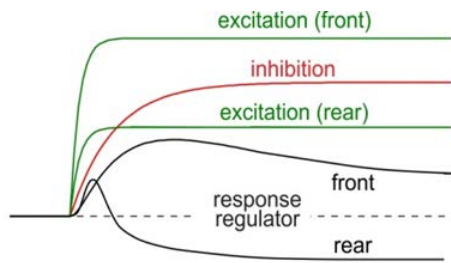 excitation (front)
inhibition
excitation (rear)
front
response
regulator
rear